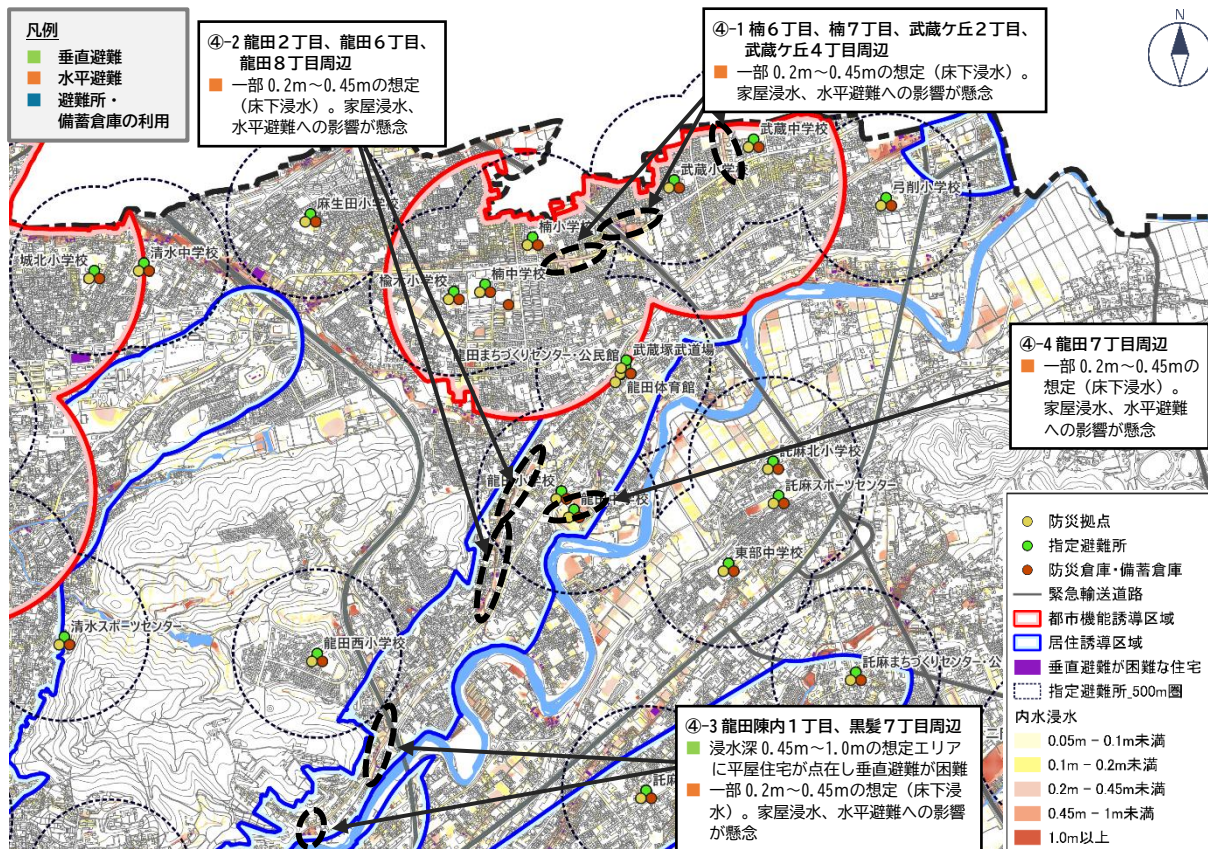 凡例
垂直避難
水平避難
避難所・
備蓄倉庫の利用
④-2 龍田2丁目、龍田6丁目、
龍田8丁目周辺
一部0.2m~0.45mの想定
(床下浸水)。家屋浸水、
水平避難への影響が懸念
④-1 楠6丁目、楠7丁目、武蔵ケ丘2丁目、
武蔵ケ丘4丁目周辺
一部0.2m~0.45mの想定(床下浸水)。
家屋浸水、水平避難への影響が懸念
N
武蔵中学校
武蔵小学
弓削小学校
麻生田小学校
楠小学校
城北小学校
清水中学校
楠中学校
楡木小学校
龍田まちづくりセンター・公民館
武蔵塚武道場
龍田体育館
④-4 龍田7丁目周辺
一部0.2m~0.45mの
想定(床下浸水)。
家屋浸水、水平避難
への影響が懸念
託麻北小学校
託麻スポーツセンター
龍田小学校
龍田中学校
東部中学校
清水スポーツセンター
龍田西小学校
託麻まちづくりセンター・公
託麻
④-3 龍田陳内1丁目、黒髪7丁目周辺
浸水深0.45m~1.0mの想定エリア
に平屋住宅が点在し垂直避難が困難
一部0.2m~0.45mの想定(床下浸
水)。家屋浸水、水平避難への影響
が懸念
防災拠点
指定避難所
防災倉庫・備蓄倉庫
緊急輸送道路
都市機能誘導区域
居住誘導区域
垂直避難が困難な住宅
指定避難所_500m圏
内水浸水
0.05m - 0.1m未満
0.1m - 0.2m未満
0.2m - 0.45m未満
0.45m - 1m未満
1.0m以上